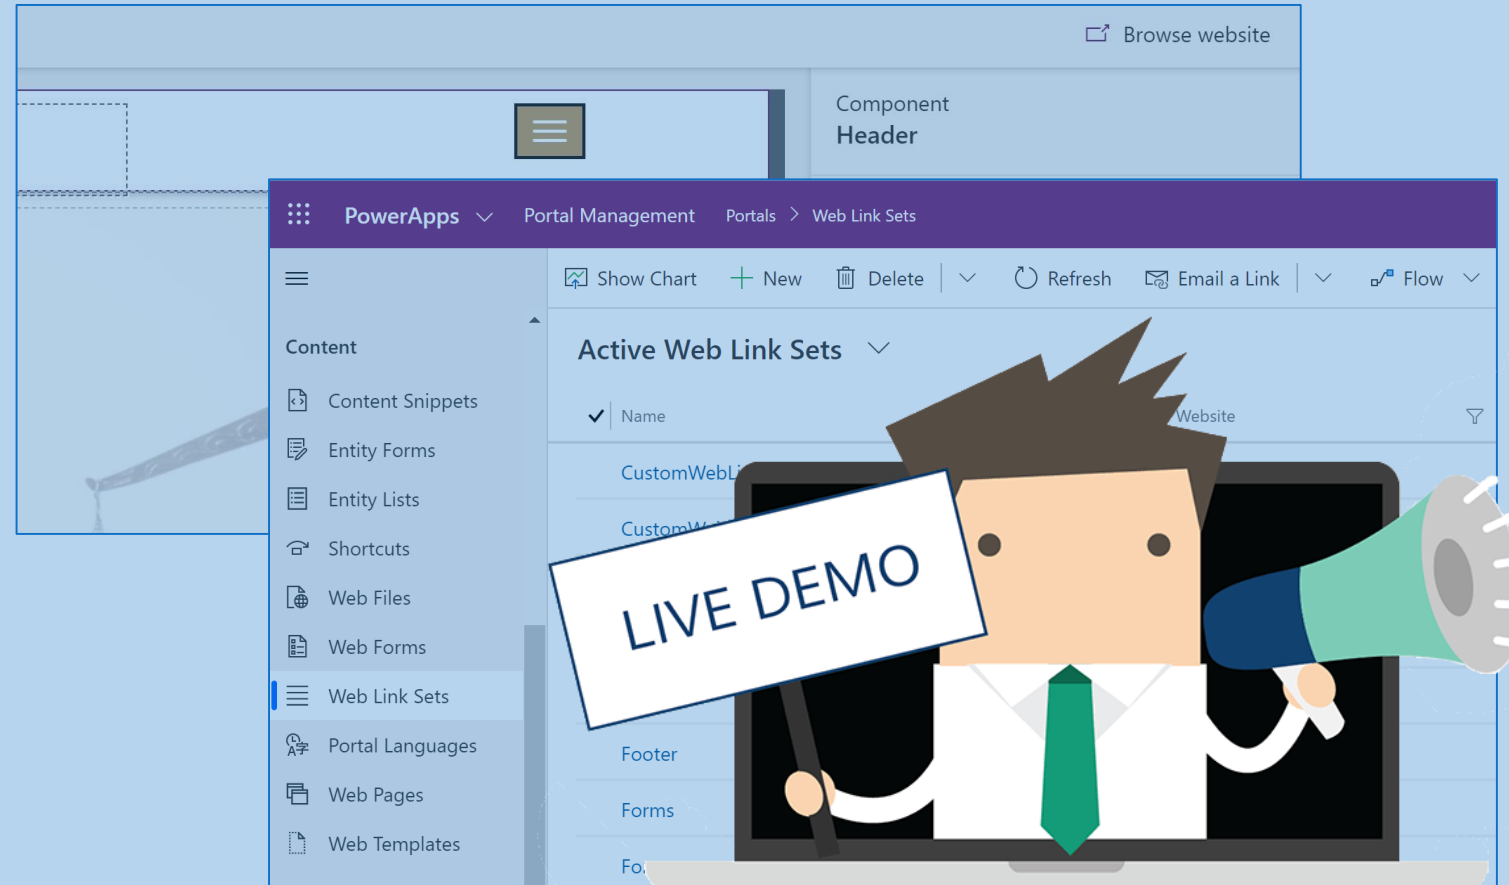 Browse website
Component
Header
PowerApps
Portal Management
Portals > Web Link Sets
Show Chart
New
Delete
Refresh
Email a Link
Flow
Content
Content Snippets
Entity Forms
Entity Lists
Shortcuts
Web Files
Web Forms
Web Link Sets
Portal Languages
Web Pages
Web Templates
Active Web Link Sets
Name
Website
LIVE DEMO
Footer
Forms